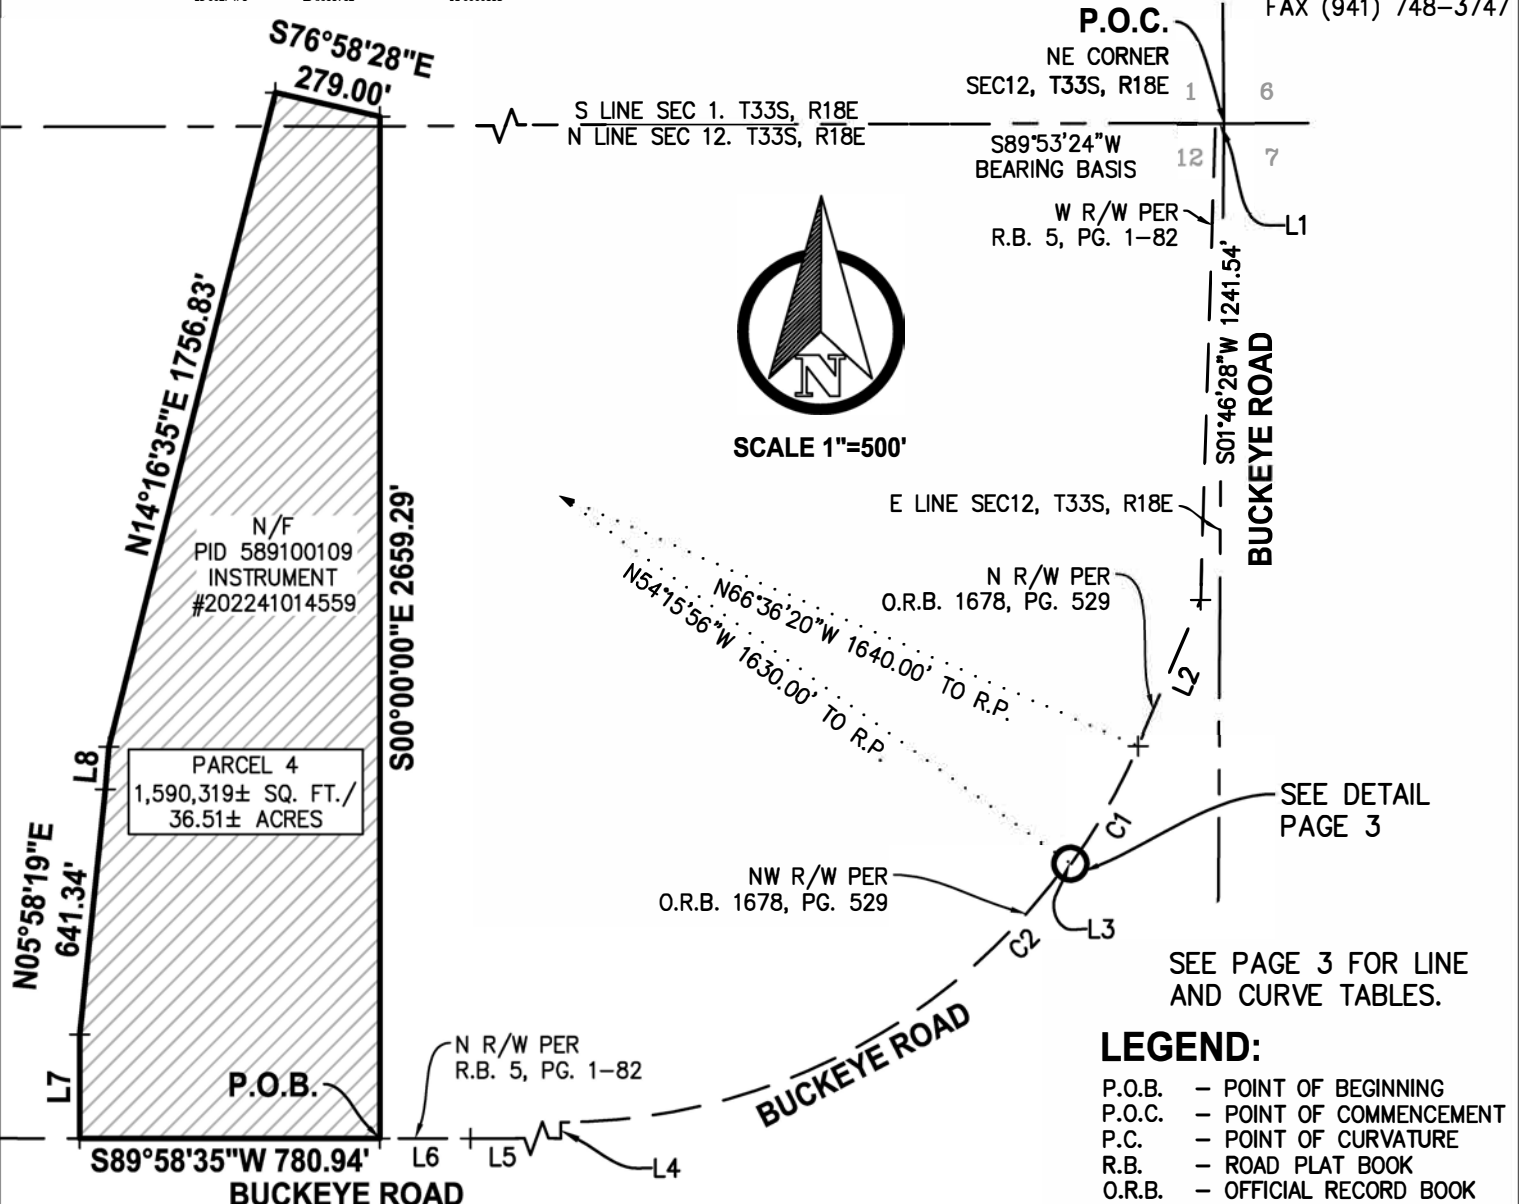 FAX (941) 748-3747
P.O.C.
NE CORNER
SEC12, T33S, R18E
1
6
12
7
S76°58'28"E
279.00'
S LINE SEC 1. T33S, R18E
N LINE SEC 12. T33S, R18E
S89°53'24"W
BEARING BASIS
W R/W PER
R.B. 5, PG. 1-82
L1
S01°46'28"W 1241.54'
BUCKEYE ROAD
N
SCALE 1"=500'
N14°16'35"E 1756.83'
N/F
PID 589100109
INSTRUMENT
#202241014559
S00°00'00"E 2659.29'
E LINE SEC12, T33S, R18E
N R/W PER
O.R.B. 1678, PG. 529
N66°36'20"W 1640.00' TO R.P.
N54°15'56"W 1630.00' TO R.P.
L2
L8
PARCEL 4
1,590,319± SQ. FT./
36.51± ACRES
C1
SEE DETAIL
PAGE 3
N05°58'19"E
641.34'
NW R/W PER
O.R.B. 1678, PG. 529
L3
C2
SEE PAGE 3 FOR LINE
AND CURVE TABLES.
BUCKEYE ROAD
L7
P.O.B.
N R/W PER
R.B. 5, PG. 1-82
S89°58'35"W 780.94'
BUCKEYE ROAD
L6
L5
L4
LEGEND:
P.O.B. - POINT OF BEGINNING
P.O.C. - POINT OF COMMENCEMENT
P.C. - POINT OF CURVATURE
R.B. - ROAD PLAT BOOK
O.R.B. - OFFICIAL RECORD BOOK